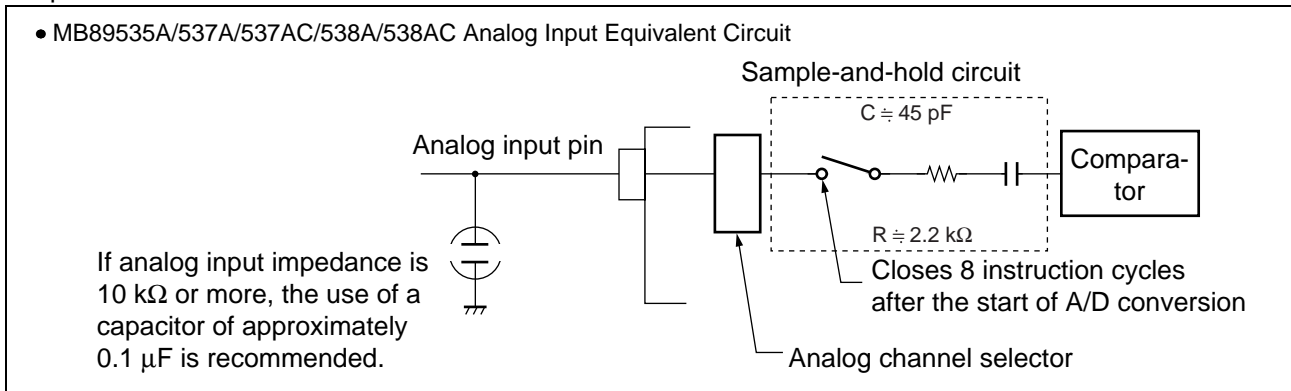 • MB89535A/537A/537AC/538A/538AC Analog Input Equivalent Circuit
Sample-and-hold circuit
C ≒ 45 pF
Analog input pin
Compara-
tor
R ≒ 2.2 kΩ
If analog input impedance is
10 kΩ or more, the use of a
capacitor of approximately
0.1 μF is recommended.
Closes 8 instruction cycles
after the start of A/D conversion
Analog channel selector